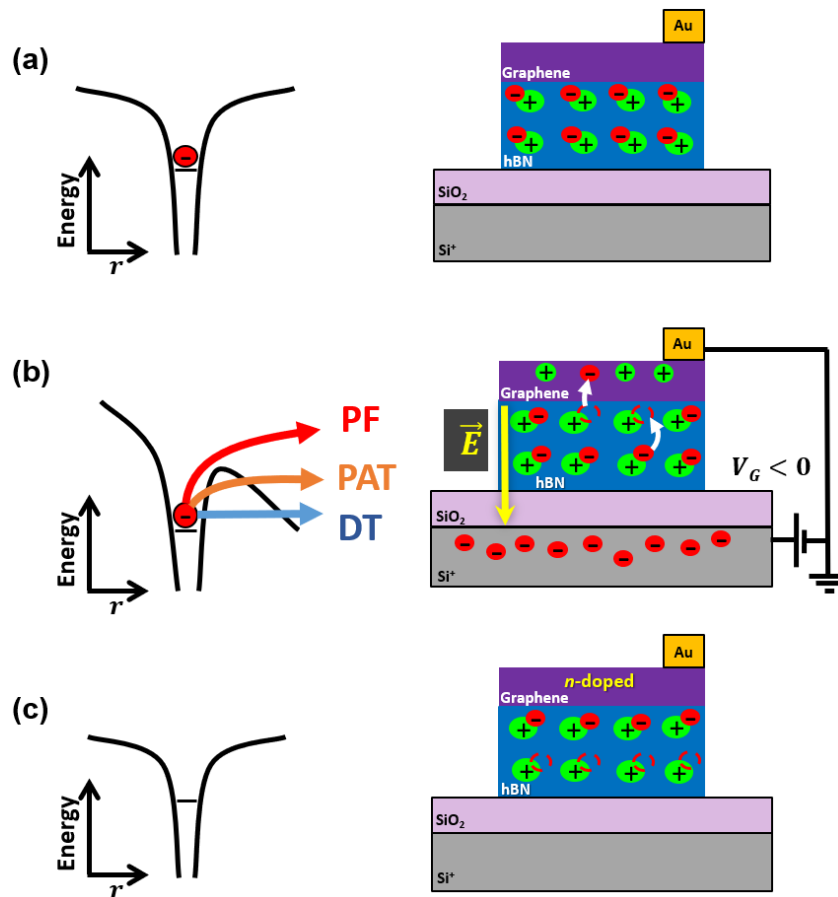 (a)
Energy
r
Au
Graphene
- + - + - + - +
- + - + - + - +
hBN
SiO₂
Si⁺
-
(b)
Energy
r
PF
PAT
DT
-
Au
+ - + +
Graphene
E⃗
+ - + + + -
+ - + - + - + -
hBN
V_G < 0
SiO₂
- - - - - - - - -
Si⁺
(c)
Energy
r
Au
n-doped
Graphene
+ - + - + - + -
+ + + +
hBN
SiO₂
Si⁺